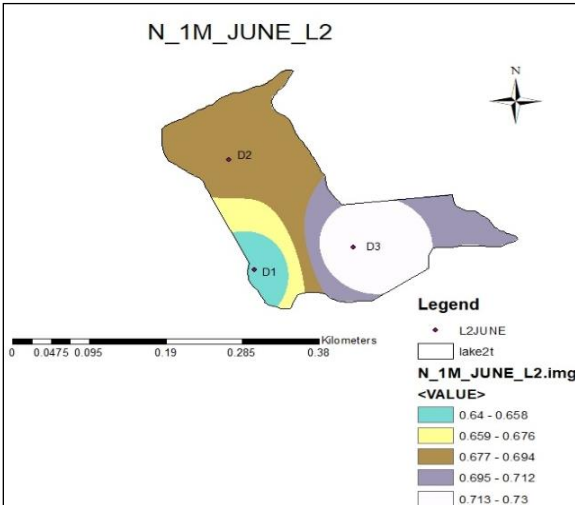 N_1M_JUNE_L2
N
D2
D3
D1
Legend
L2JUNE
lake2t
Kilometers
0 0.0475 0.095 0.19 0.285 0.38
N_1M_JUNE_L2.img
<VALUE>
0.64 - 0.658
0.659 - 0.676
0.677 - 0.694
0.695 - 0.712
0.713 - 0.73